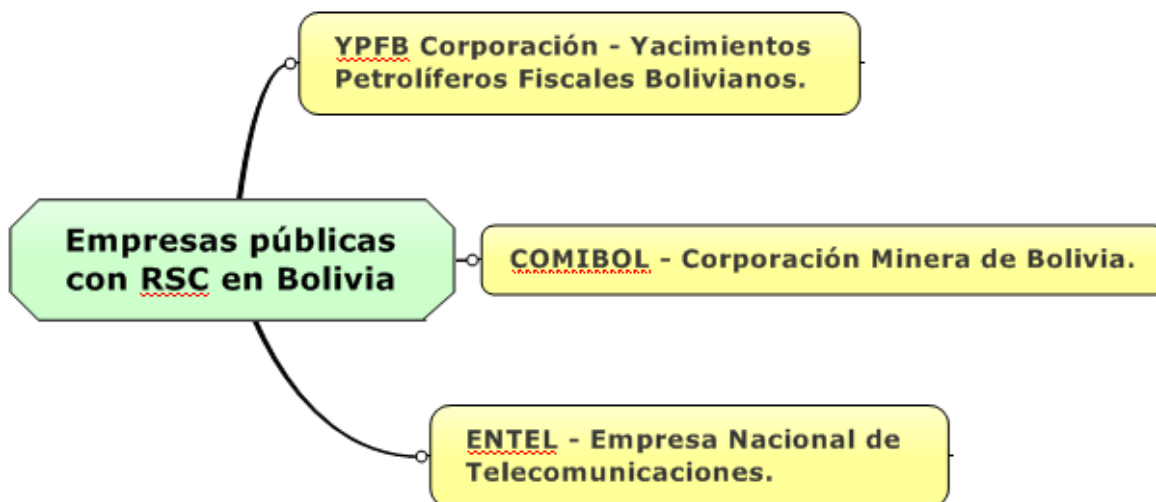 YPFB Corporación - Yacimientos
Petrolíferos Fiscales Bolivianos.
Empresas públicas
con RSC en Bolivia
COMIBOL - Corporación Minera de Bolivia.
ENTEL - Empresa Nacional de
Telecomunicaciones.